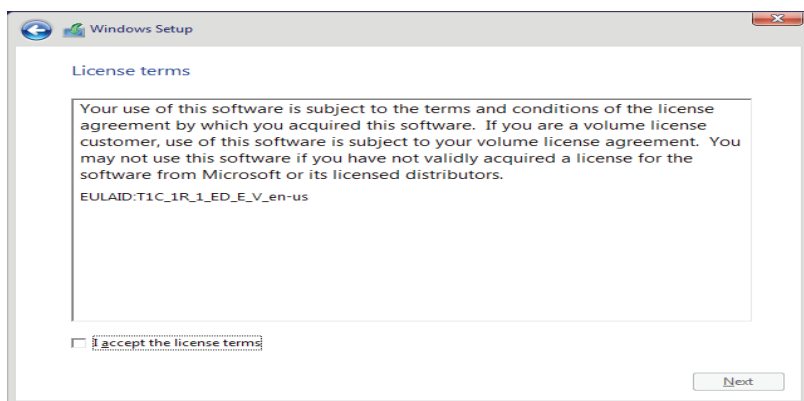 Windows Setup
License terms
Your use of this software is subject to the terms and conditions of the license
agreement by which you acquired this software.  If you are a volume license
customer, use of this software is subject to your volume license agreement.  You
may not use this software if you have not validly acquired a license for the
software from Microsoft or its licensed distributors.
EULAID:T1C_1R_1_ED_E_V_en-us
I accept the license terms
Next